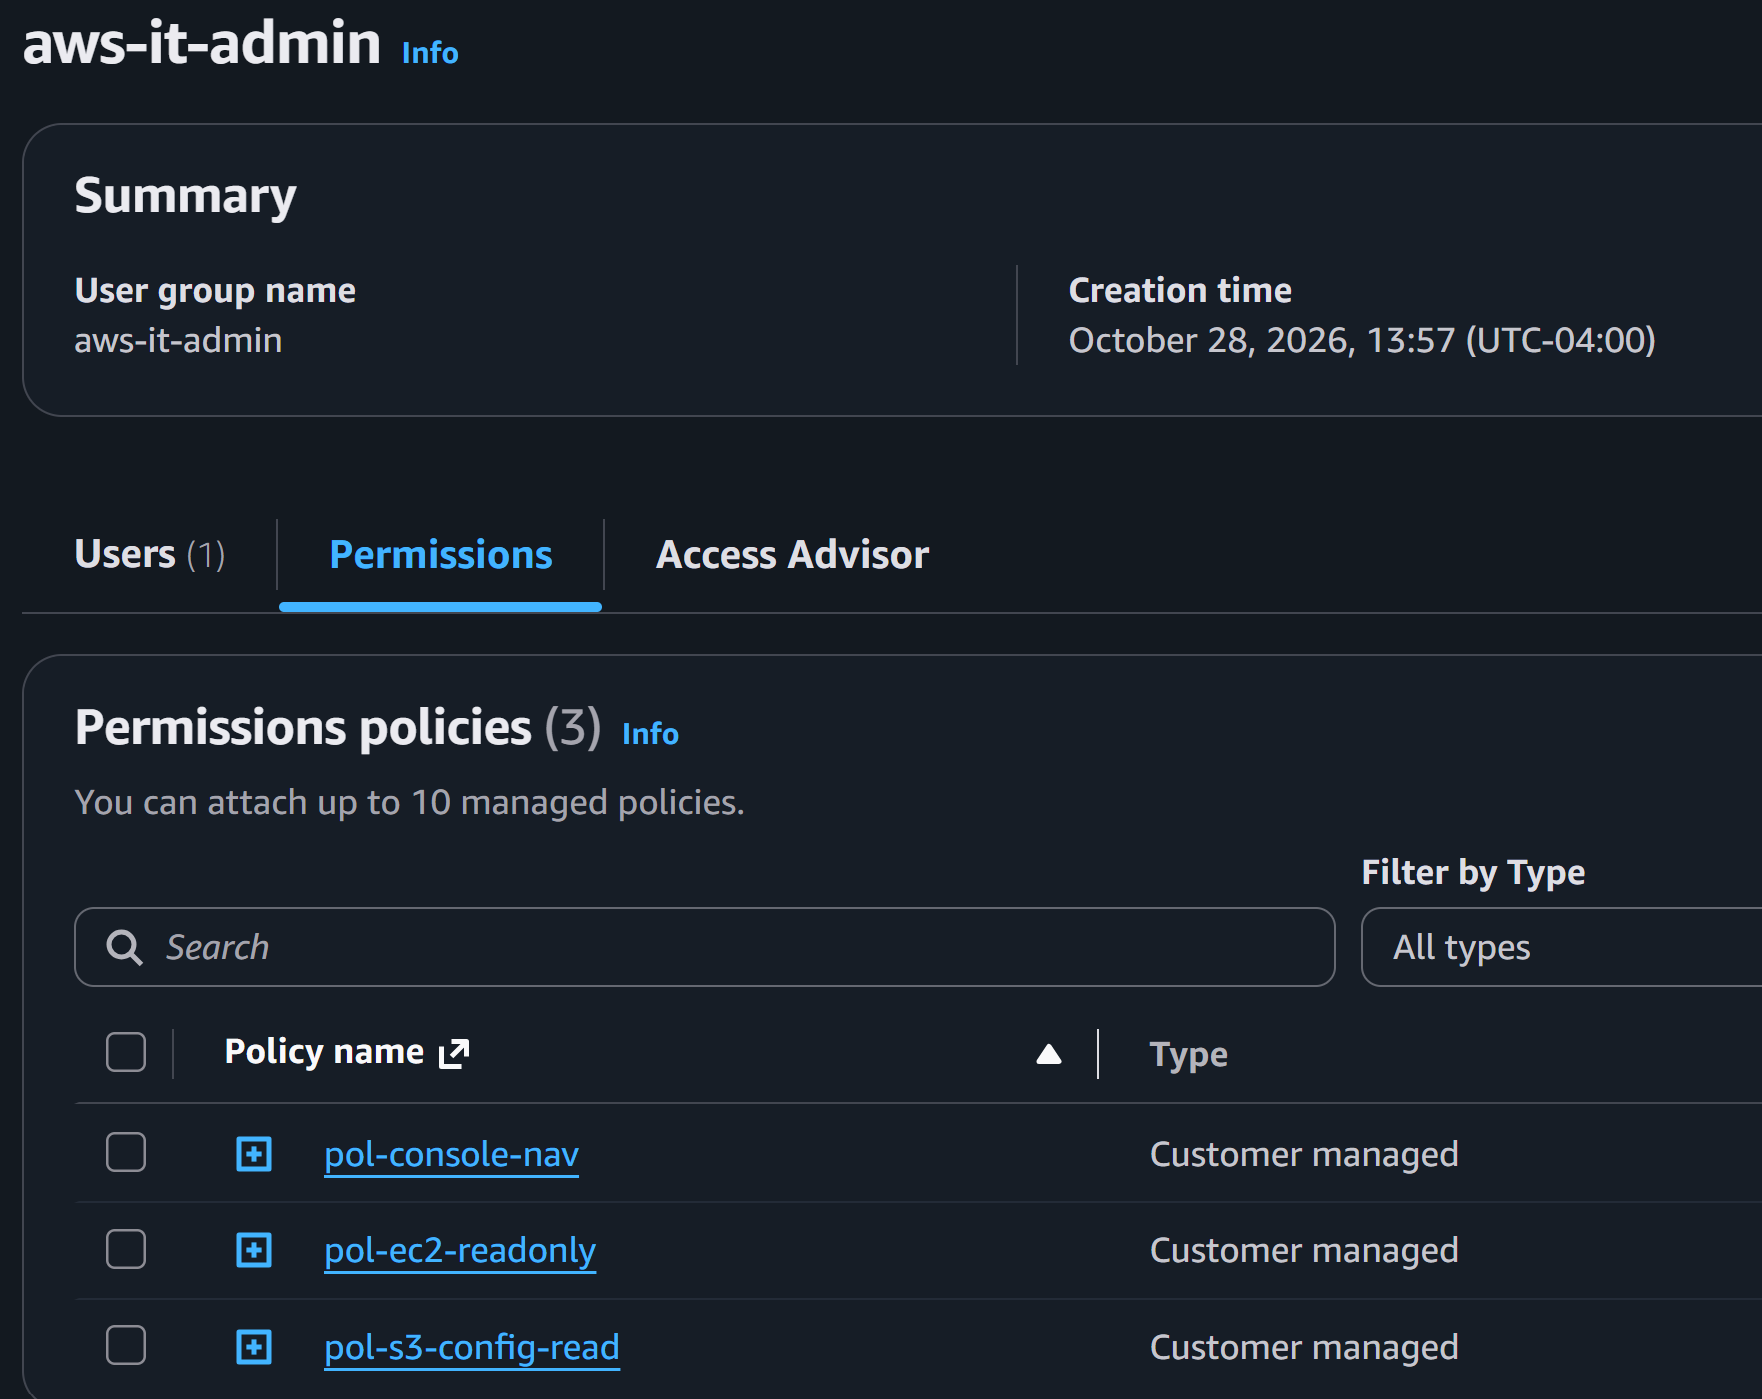 aws-it-admin Info
Summary
User group name
aws-it-admin
Creation time
October 28, 2026, 13:57 (UTC-04:00)
Users (1)
Permissions
Access Advisor
Permissions policies (3) Info
You can attach up to 10 managed policies.
Filter by Type
Search
All types
Policy name
Type
pol-console-nav
Customer managed
pol-ec2-readonly
Customer managed
pol-s3-config-read
Customer managed